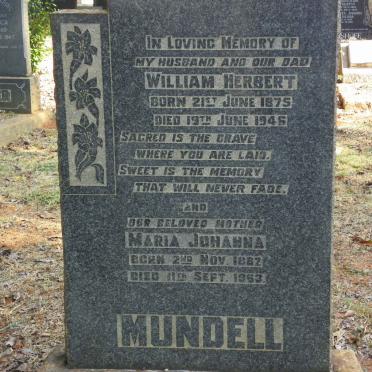 IN LOVING MEMORY OF
MY HUSBAND AND OUR DAD
WILLIAM HERBERT
BORN 21ST JUNE 1875
DIED 19TH JUNE 1946
SACRED IS THE GRAVE
WHERE YOU ARE LAID.
SWEET IS THE MEMORY
THAT WILL NEVER FADE.
AND
OUR BELOVED MOTHER
MARIA JOHANNA
BORN 2ND NOV. 1882
DIED 11TH SEPT. 1963
MUNDELL